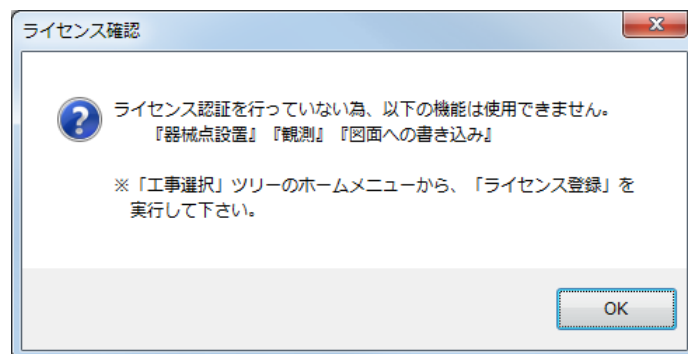 ライセンス確認
ライセンス認証を行っていない為、以下の機能は使用できません。
『器械点設置』『観測』『図面への書き込み』
※「工事選択」ツリーのホームメニューから、「ライセンス登録」を
実行して下さい。
OK